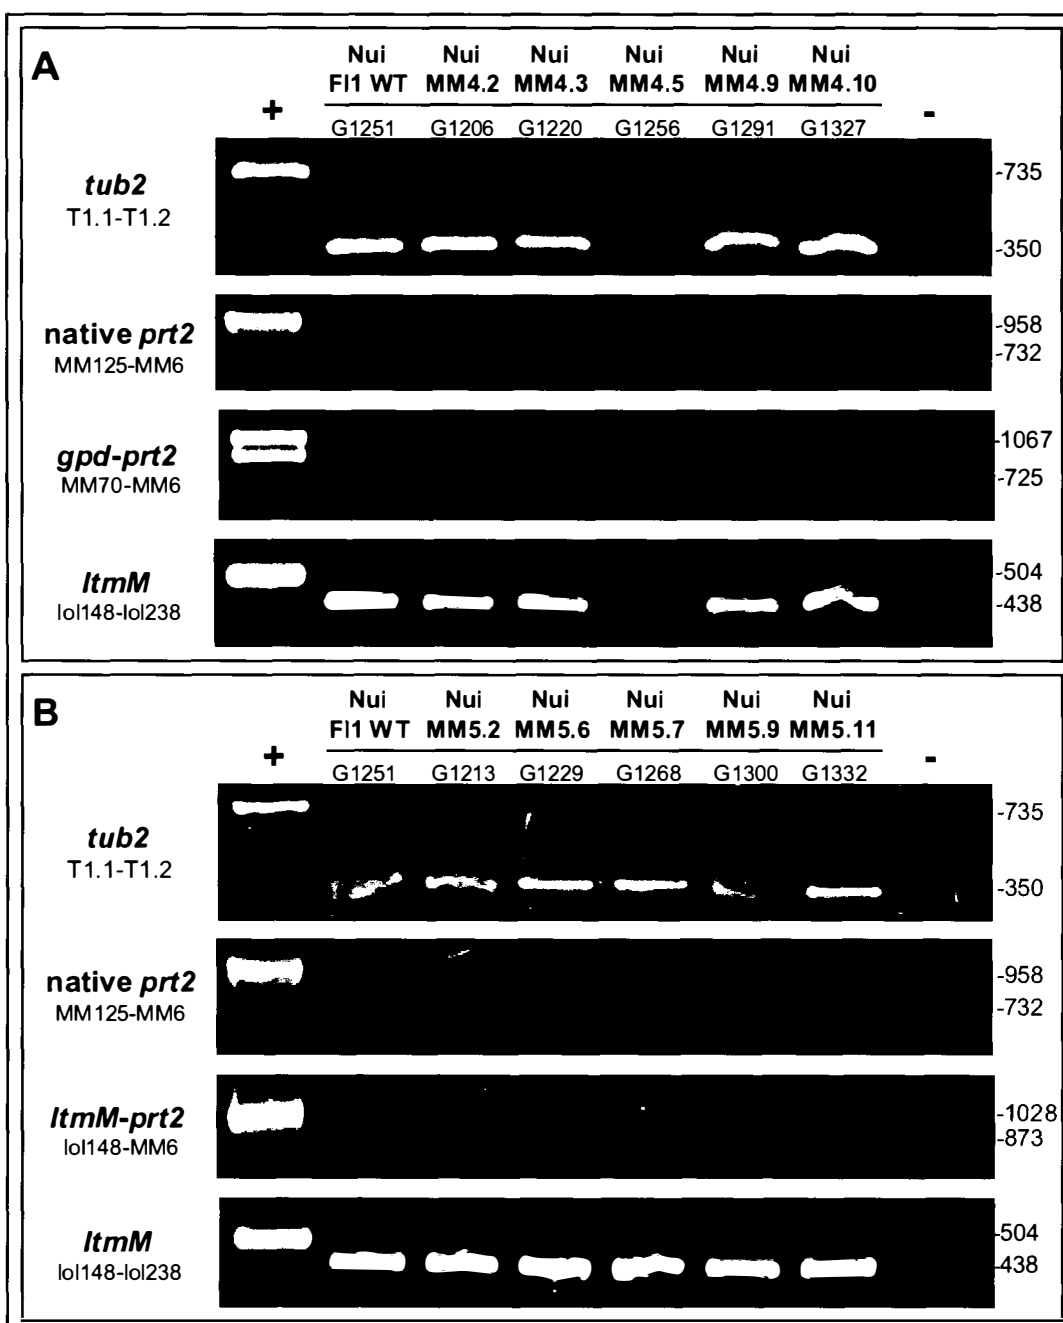 A
Nui Nui Nui Nui Nui Nui
Fl1 WT MM4.2 MM4.3 MM4.5 MM4.9 MM4.10
+ G1251 G1206 G1220 G1256 G1291 G1327 -
tub2
T1.1-T1.2
-735
-350
native prt2
MM125-MM6
-958
-732
gpd-prt2
MM70-MM6
-1067
-725
ltmM
lol148-lol238
-504
-438
B
Nui Nui Nui Nui Nui Nui
Fl1 WT MM5.2 MM5.6 MM5.7 MM5.9 MM5.11
+ G1251 G1213 G1229 G1268 G1300 G1332 -
tub2
T1.1-T1.2
-735
-350
native prt2
MM125-MM6
-958
-732
ltmM-prt2
lol148-MM6
-1028
-873
ltmM
lol148-lol238
-504
-438